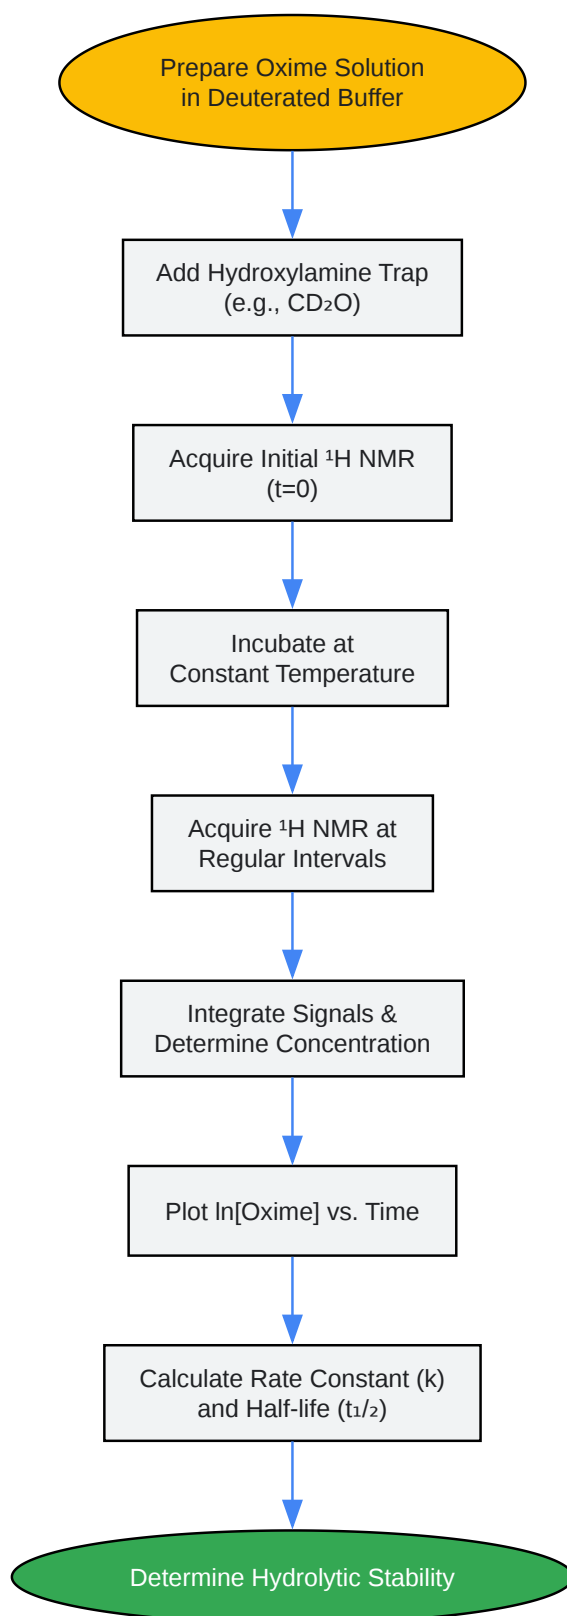 Prepare Oxime Solution
in Deuterated Buffer
Add Hydroxylamine Trap
(e.g., CD₂O)
Acquire Initial ¹H NMR
(t=0)
Incubate at
Constant Temperature
Acquire ¹H NMR at
Regular Intervals
Integrate Signals &
Determine Concentration
Plot ln[Oxime] vs. Time
Calculate Rate Constant (k)
and Half-life (t₁/₂)
Determine Hydrolytic Stability